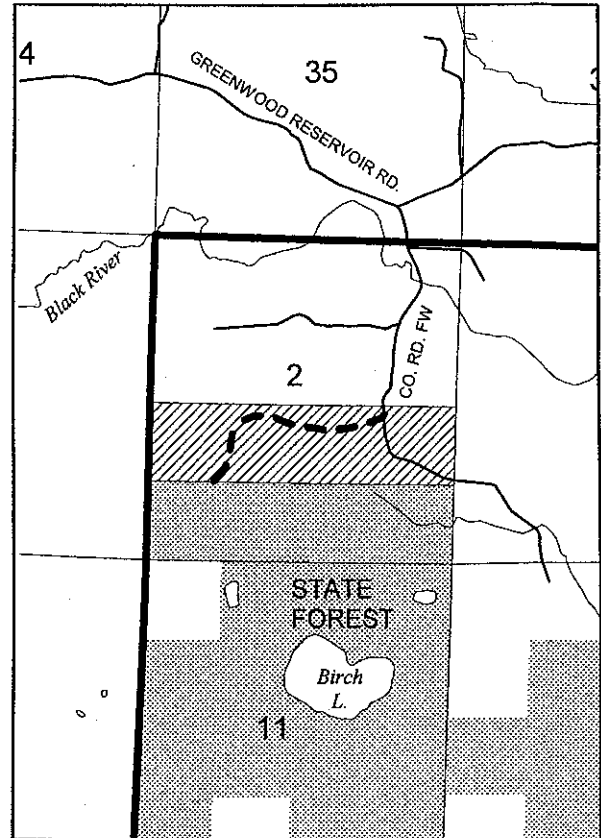 4
35
3
GREENWOOD RESERVOIR RD.
Black River
CO. RD. FW
2
STATE
FOREST
Birch
L.
11